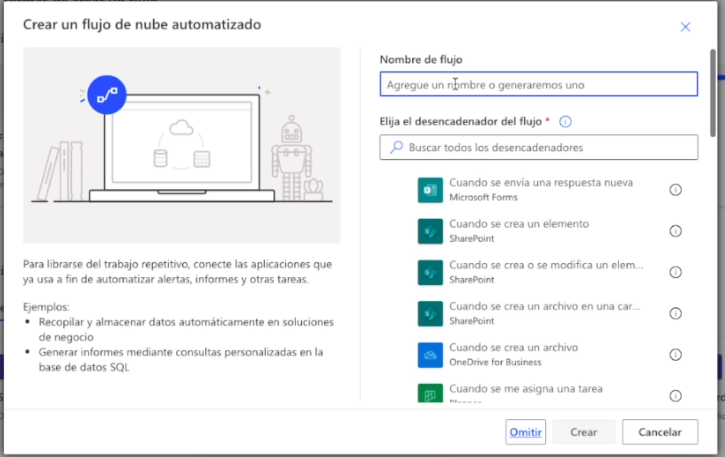 Crear un flujo de nube automatizado
Para librarse del trabajo repetitivo, conecte las aplicaciones que
ya usa a fin de automatizar alertas, informes y otras tareas.
Ejemplos:
• Recopilar y almacenar datos automáticamente en soluciones
de negocio
• Generar informes mediante consultas personalizadas en la
base de datos SQL
Nombre de flujo
Agregue un nombre o generaremos uno
Elija el desencadenador del flujo *
Buscar todos los desencadenadores
Cuando se envía una respuesta nueva
Microsoft Forms
Cuando se crea un elemento
SharePoint
Cuando se crea o se modifica un elem...
SharePoint
Cuando se crea un archivo en una car...
SharePoint
Cuando se crea un archivo
OneDrive for Business
Cuando se me asigna una tarea
Planner
Omitir
Crear
Cancelar